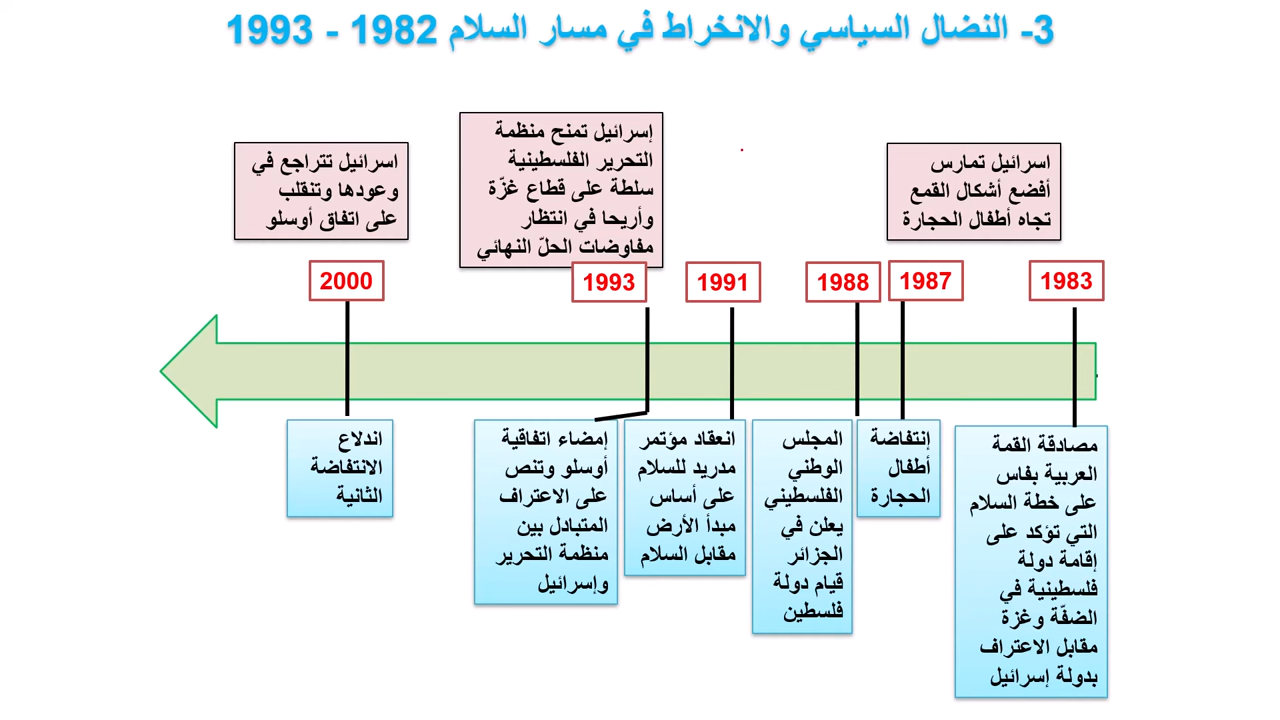 3- النضال السياسي والانخراط في مسار السلام 1982 - 1993
اسرائيل تمارس
أفضع أشكال القمع
تجاه أطفال الحجارة
إسرائيل تمنح منظمة
التحرير الفلسطينية
سلطة على قطاع غزّة
وأريحا في انتظار
مفاوضات الحلّ النهائي
اسرائيل تتراجع في
وعودها وتنقلب
على اتفاق أوسلو
1983
1987
1988
1991
1993
2000
مصادقة القمة
العربية بفاس
على خطة السلام
التي تؤكد على
إقامة دولة
فلسطينية في
الضفّة وغزة
مقابل الاعتراف
بدولة إسرائيل
إنتفاضة
أطفال
الحجارة
المجلس
الوطني
الفلسطيني
يعلن في
الجزائر
قيام دولة
فلسطين
انعقاد مؤتمر
مدريد للسلام
على أساس
مبدأ الأرض
مقابل السلام
إمضاء اتفاقية
أوسلو وتنص
على الاعتراف
المتبادل بين
منظمة التحرير
وإسرائيل
اندلاع
الانتفاضة
الثانية